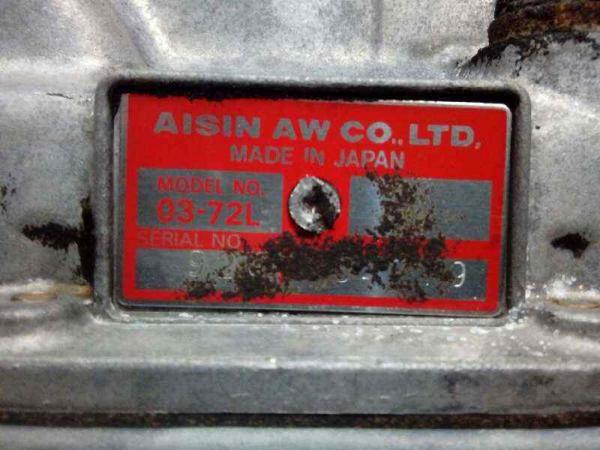 AISIN AW CO., LTD.
MADE IN JAPAN
MODEL NO.
03-72L
SERIAL NO